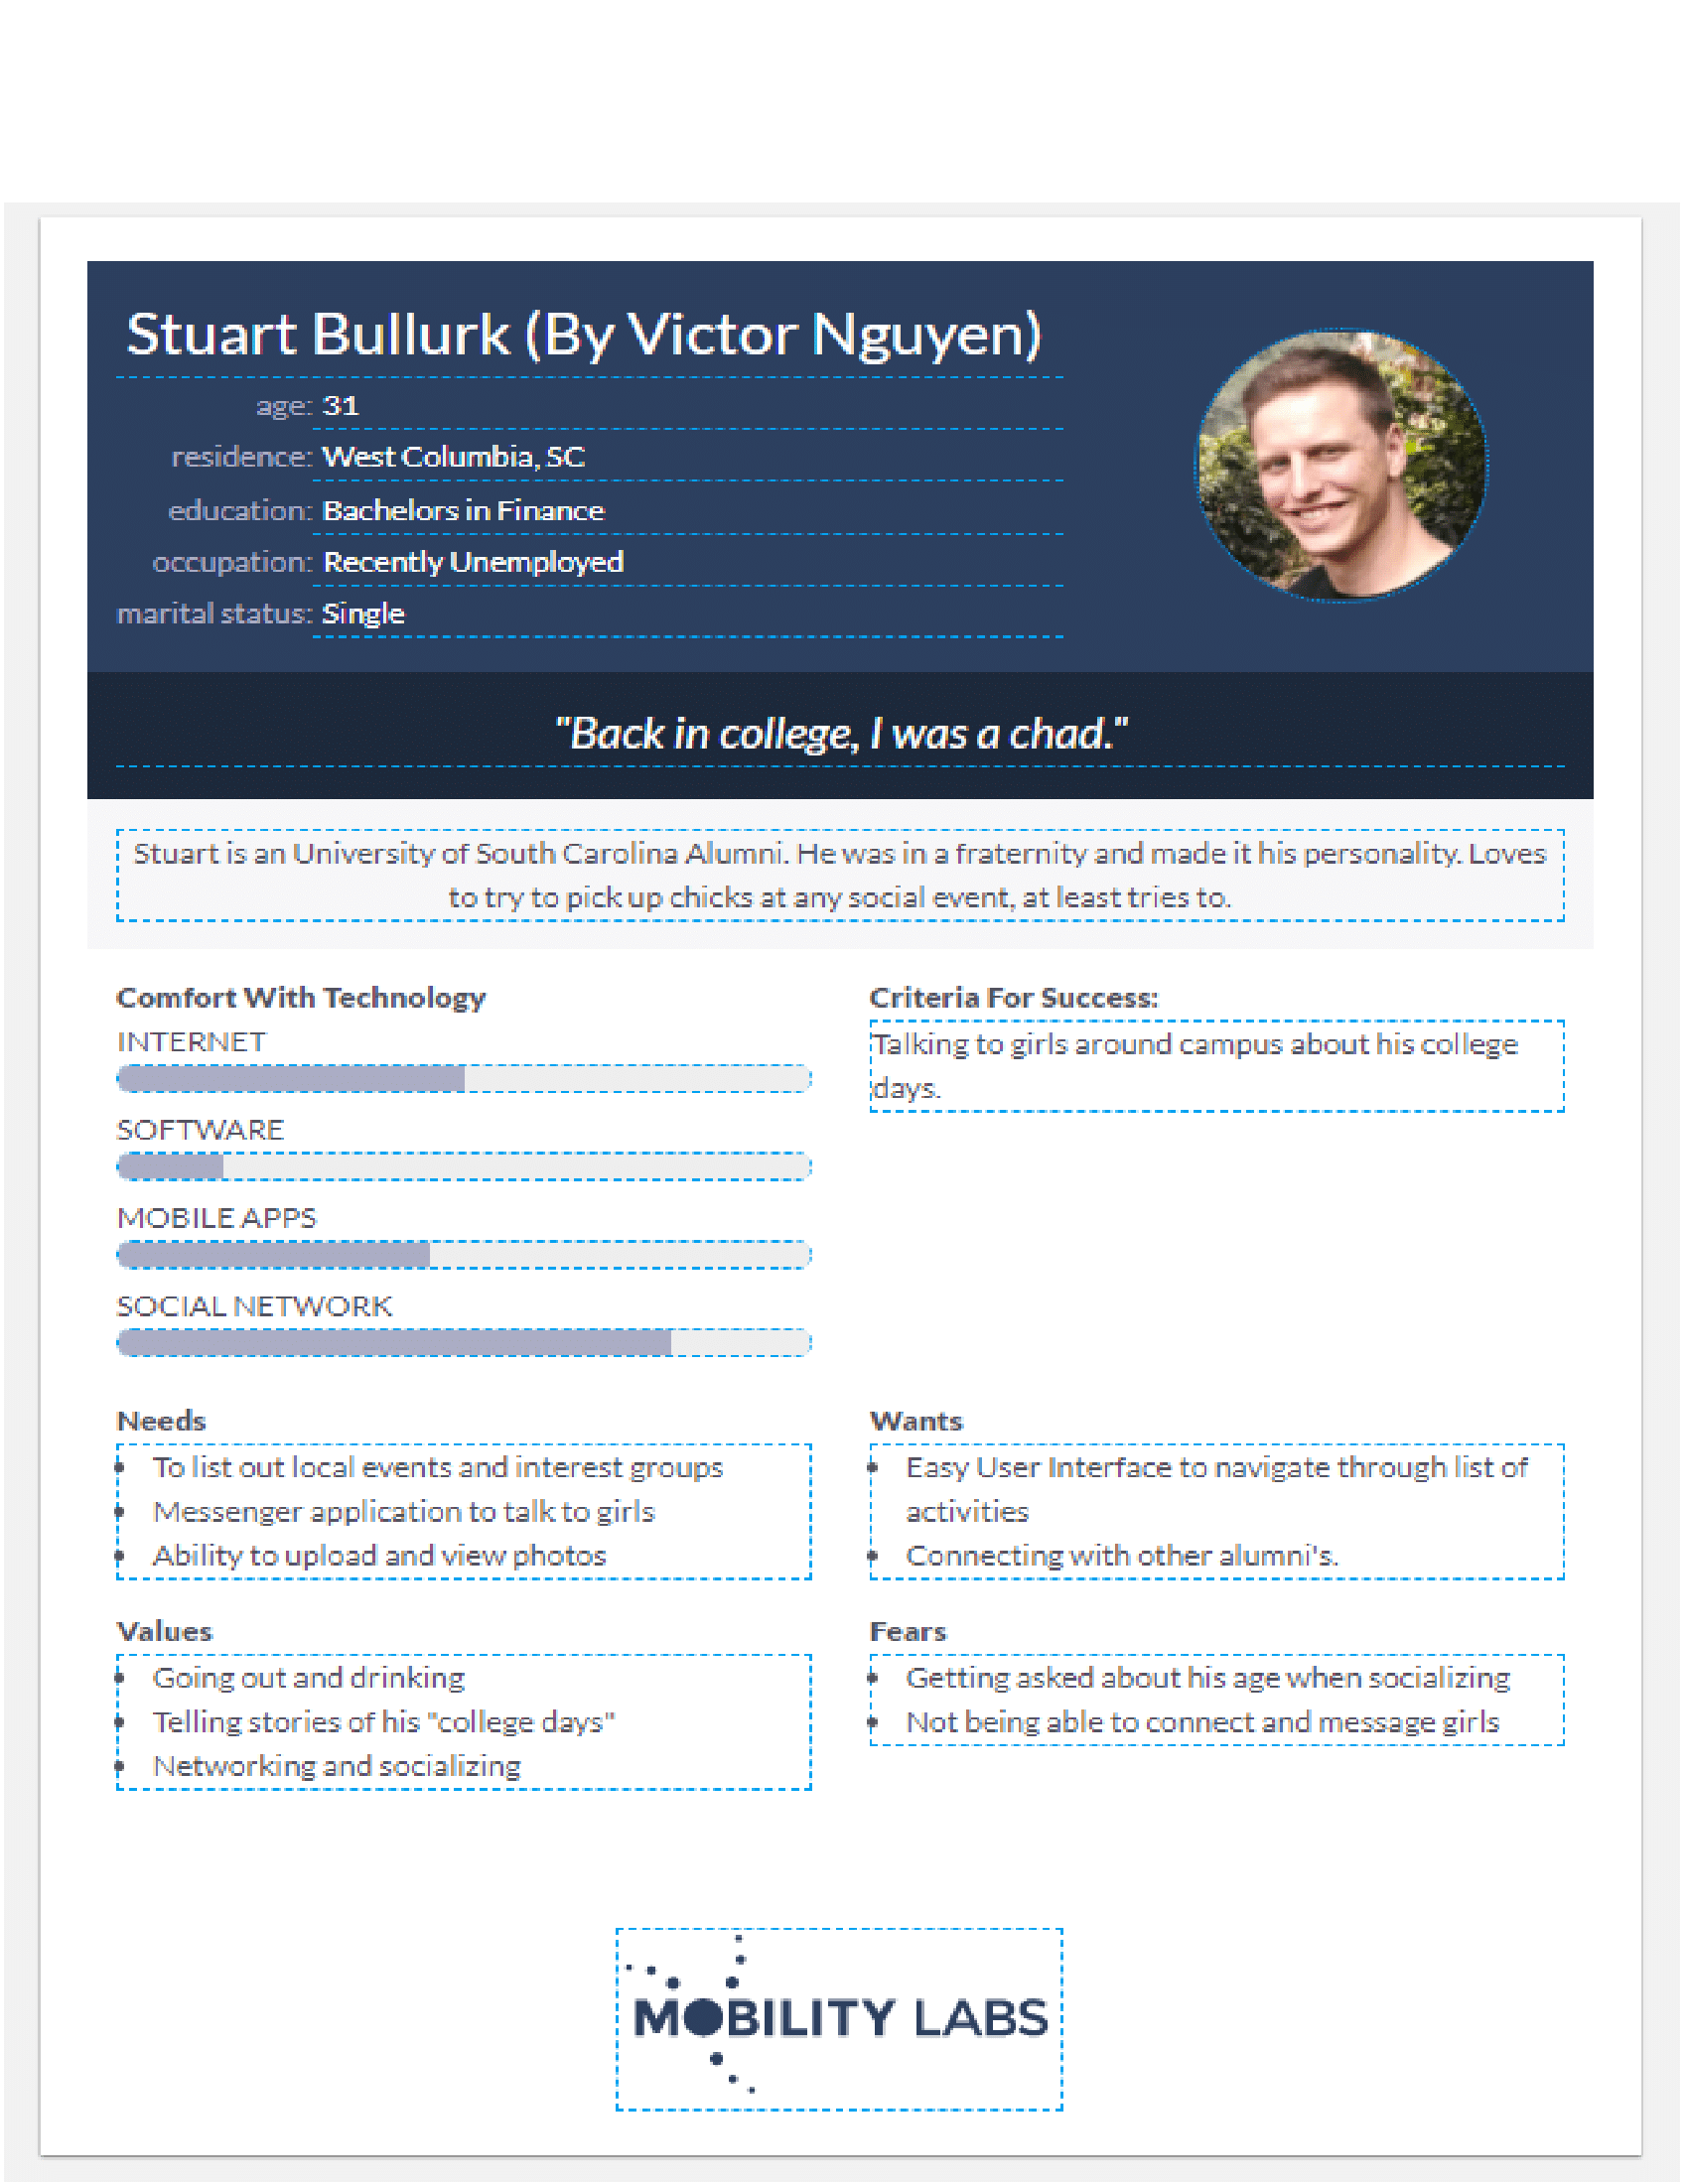 Stuart Bullurk (By Victor Nguyen)
age: 31
residence: West Columbia, SC
education: Bachelors in Finance
occupation: Recently Unemployed
marital status: Single
"Back in college, I was a chad."
Stuart is an University of South Carolina Alumni. He was in a fraternity and made it his personality. Loves
to try to pick up chicks at any social event, at least tries to.
Comfort With Technology
INTERNET
SOFTWARE
MOBILE APPS
SOCIAL NETWORK
Criteria For Success:
Talking to girls around campus about his college
days.
Needs
• To list out local events and interest groups
• Messenger application to talk to girls
• Ability to upload and view photos
Wants
• Easy User Interface to navigate through list of
activities
• Connecting with other alumni's.
Values
• Going out and drinking
• Telling stories of his "college days"
• Networking and socializing
Fears
• Getting asked about his age when socializing
• Not being able to connect and message girls
MOBILITY LABS